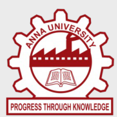 ANNA UNIVERSITY
PROGRESS THROUGH KNOWLEDGE